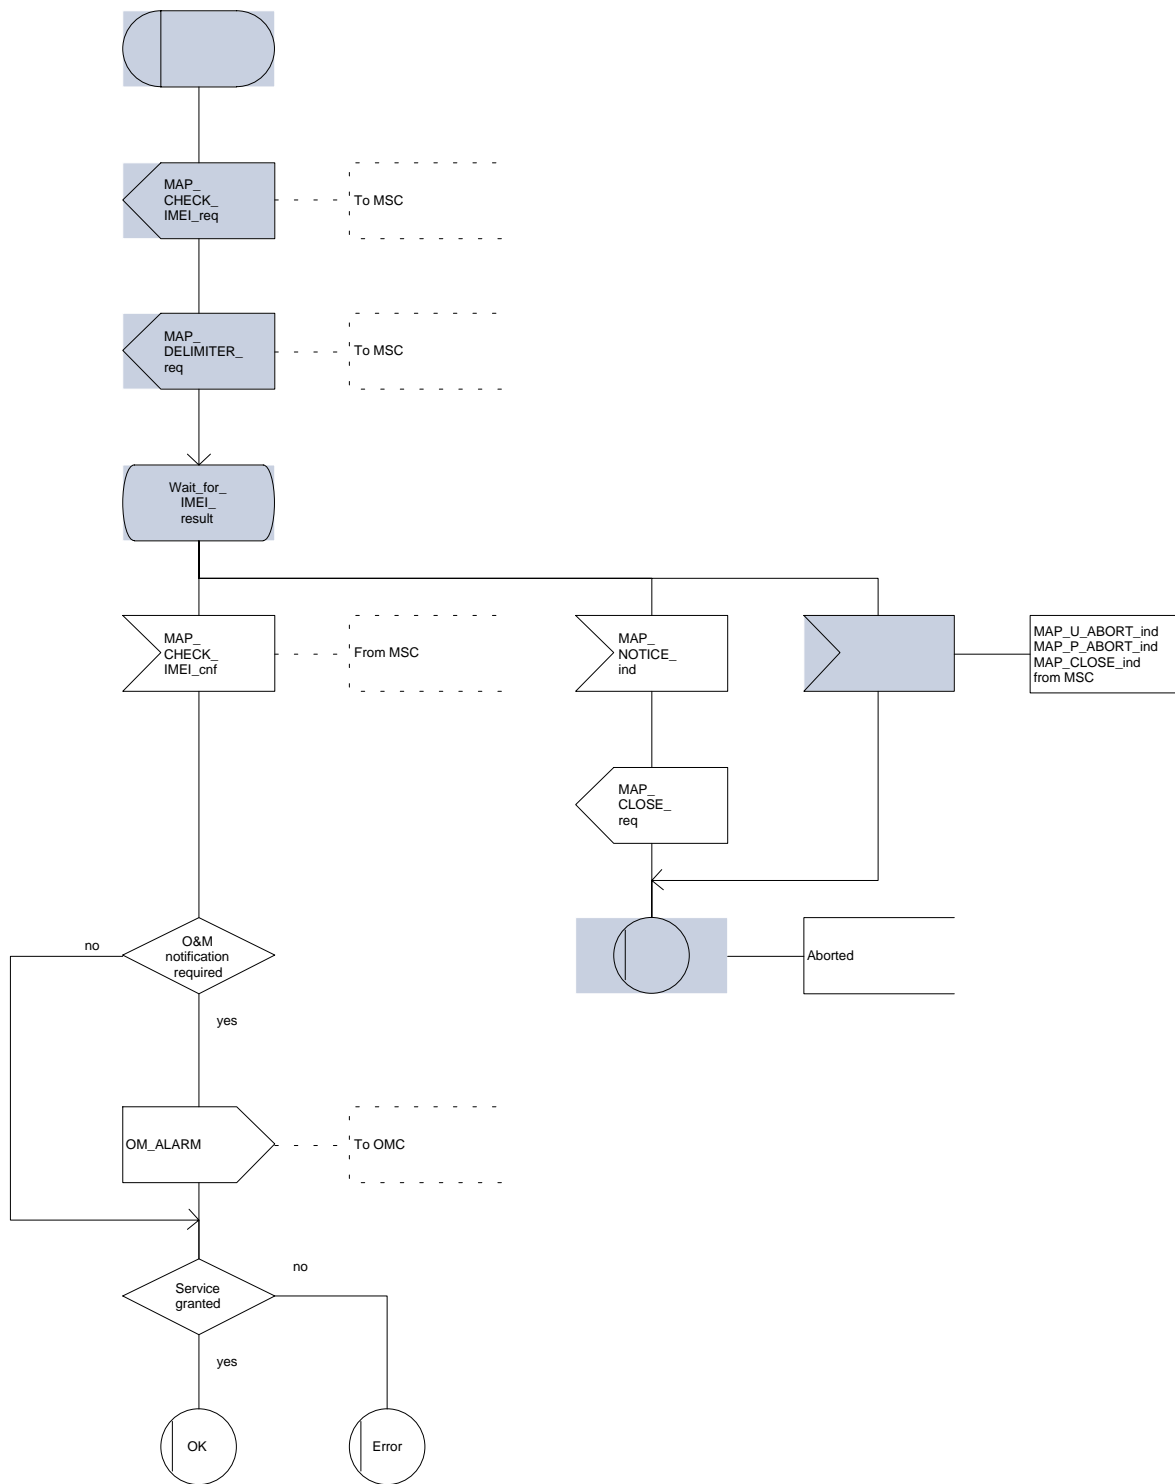 MAP_
CHECK_
IMEI_req
To MSC
MAP_
DELIMITER_
req
To MSC
Wait_for_
IMEI_
result
MAP_
CHECK_
IMEI_cnf
From MSC
MAP_
NOTICE_
ind
MAP_U_ABORT_ind
MAP_P_ABORT_ind
MAP_CLOSE_ind
from MSC
MAP_
CLOSE_
req
no
O&M
notification
required
Aborted
yes
OM_ALARM
To OMC
no
Service
granted
yes
OK
Error